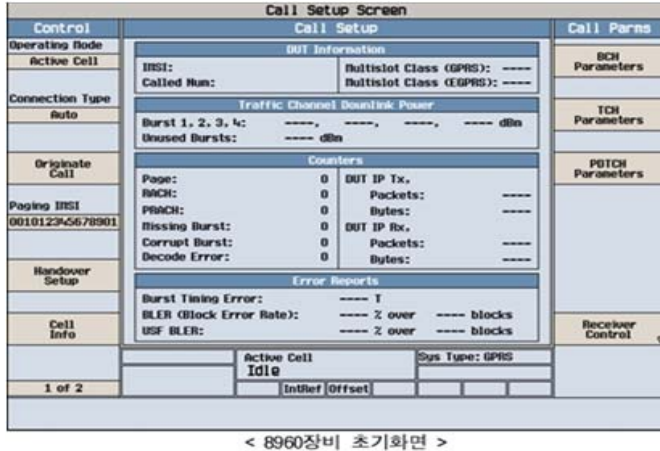 Call Setup Screen
Control
Call Setup
Call Parms
Operating Mode
Active Cell
Connection Type
Auto
Originate
Call
Paging IMSI
001012345678901
Handover
Setup
Cell
Info
1 of 2
DUT Information
IMSI:
Called Num:
Multislot Class (GPRS): ----
Multislot Class (EGPRS): ----
Traffic Channel Downlink Power
Burst 1, 2, 3, 4: ----, ----, ----, ---- dBm
Unused Bursts: ---- dBm
Counters
Page: 0
RACH: 0
PRACH: 0
Missing Burst: 0
Corrupt Burst: 0
Decode Error: 0
DUT IP Tx,
Packets: ----
Bytes: ----
DUT IP Rx,
Packets: ----
Bytes: ----
Error Reports
Burst Timing Error: ---- T
BLER (Block Error Rate): ---- % over ---- blocks
USF BLER: ---- % over ---- blocks
Active Cell
Idle
Sys Type: GPRS
IntRef Offset
BCH
Parameters
TCH
Parameters
PDTCH
Parameters
Receiver
Control
< 8960장비 초기화면 >